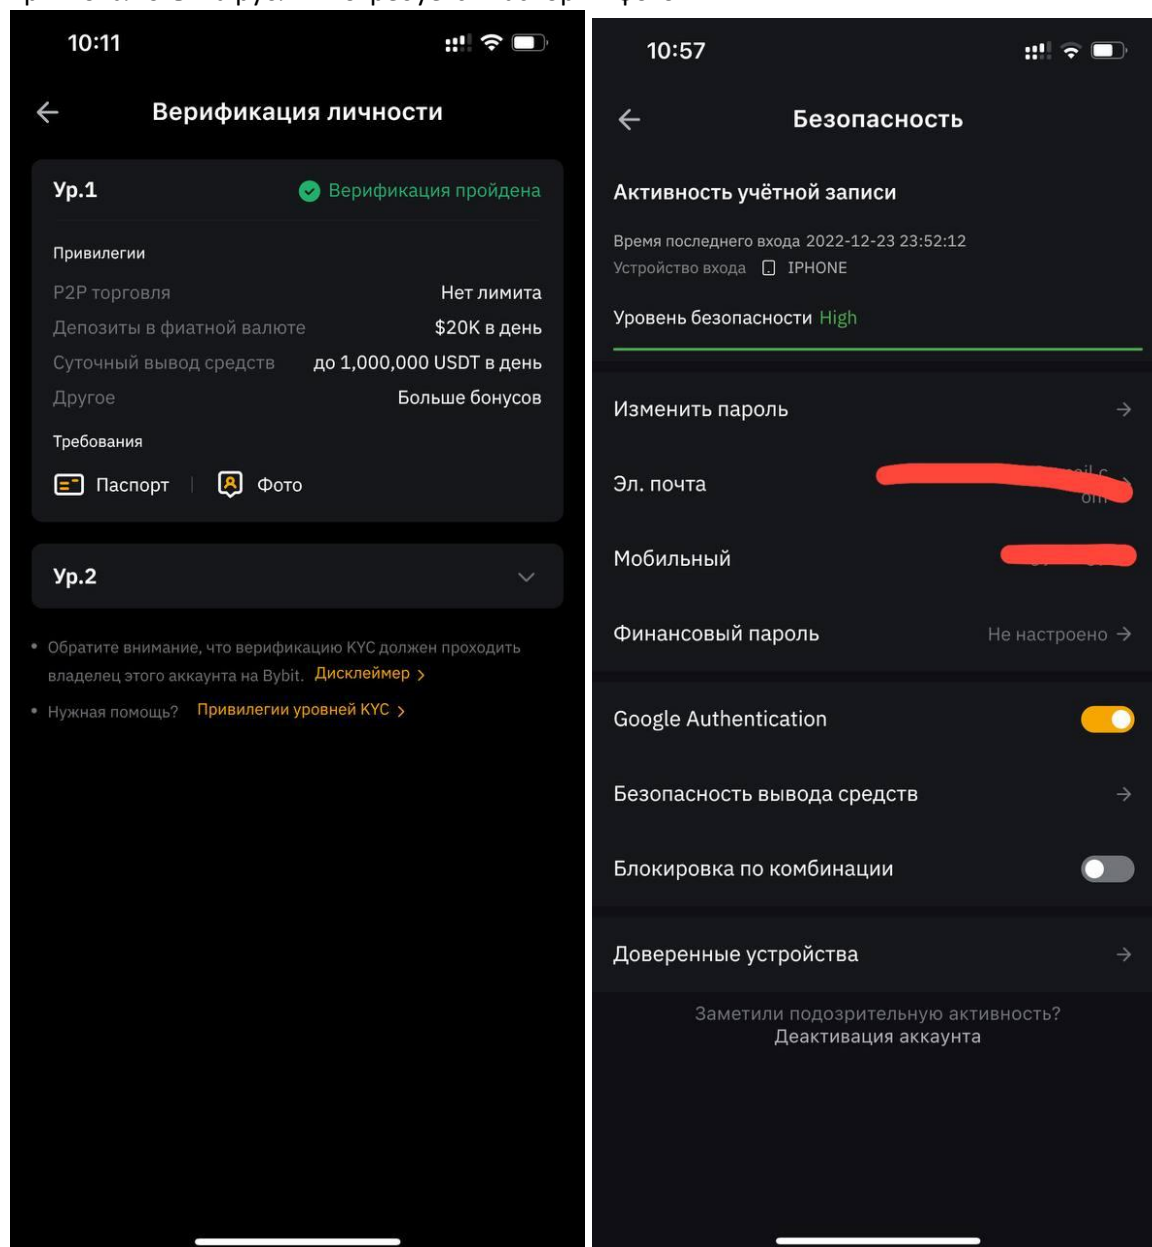 10:11
Верификация личности
Ур.1
Верификация пройдена
Привилегии
P2P торговля
Нет лимита
Депозиты в фиатной валюте
$20K в день
Суточный вывод средств
до 1,000,000 USDT в день
Другое
Больше бонусов
Требования
Паспорт
Фото
Ур.2
• Обратите внимание, что верификацию KYC должен проходить
владелец этого аккаунта на Bybit. Дисклеймер >
• Нужная помощь? Привилегии уровней KYC >
10:57
Безопасность
Активность учётной записи
Время последнего входа 2022-12-23 23:52:12
Устройство входа IPHONE
Уровень безопасности High
Изменить пароль
Эл. почта
Мобильный
Финансовый пароль
Не настроено
Google Authentication
Безопасность вывода средств
Блокировка по комбинации
Доверенные устройства
Заметили подозрительную активность?
Деактивация аккаунта